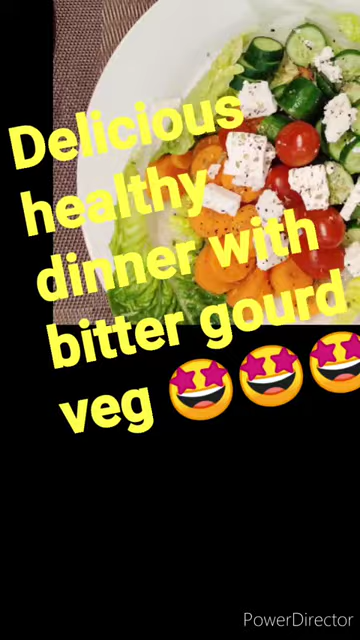 Delicious
healthy
dinner with
bitter gourd
veg 🤩🤩🤩
PowerDirector